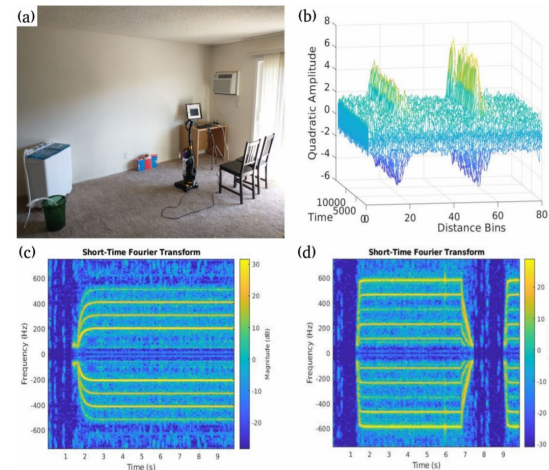 (a)
(b)
Quadratic Amplitude
8
6
4
2
0
-2
-4
-6
10000
5000
Time
0
0
20
40
60
80
Distance Bins
(c)
Short-Time Fourier Transform
Frequency (Hz)
600
400
200
0
-200
-400
-600
1 2 3 4 5 6 7 8 9
Time (s)
30
20
10
0
-10
-20
Magnitude (dB)
(d)
Short-Time Fourier Transform
Frequency (Hz)
600
400
200
0
-200
-400
-600
1 2 3 4 5 6 7 8 9
Time (s)
20
10
0
-10
-20
-30